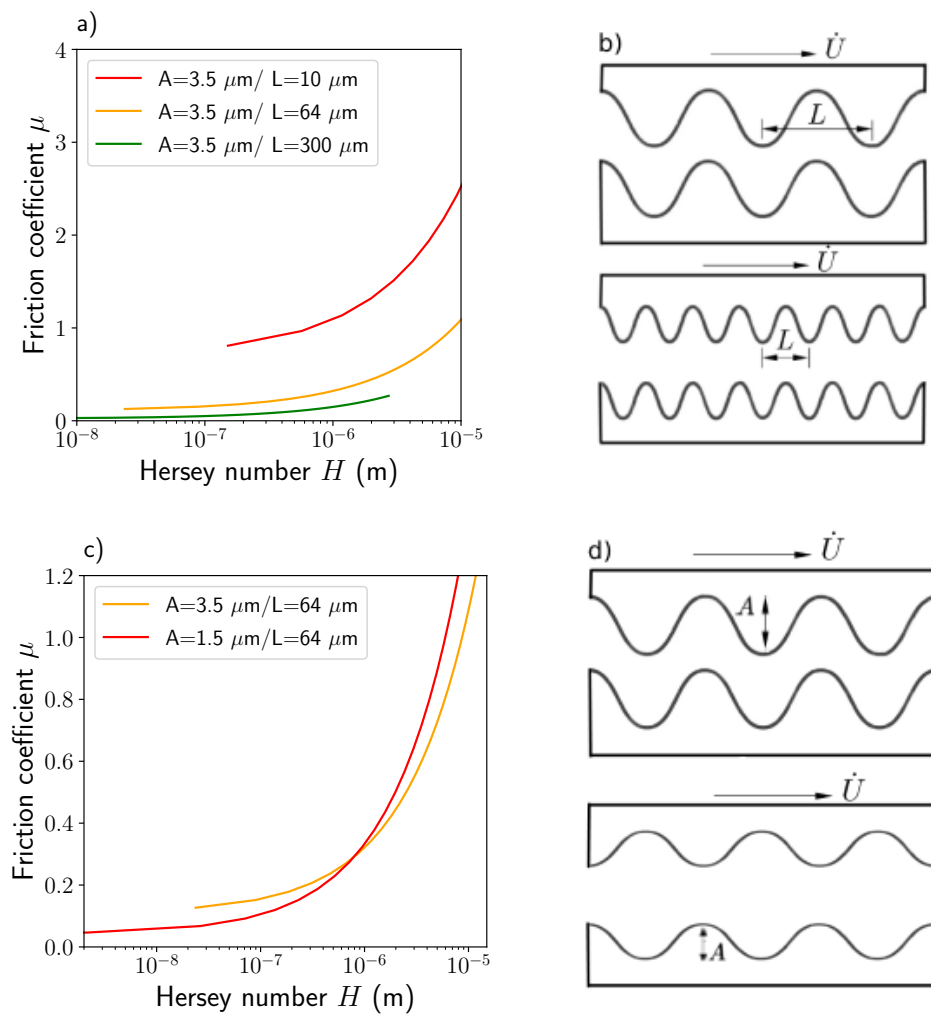 a)
4
3
2
1
0
Friction coefficient μ
A=3.5 μm/ L=10 μm
A=3.5 μm/ L=64 μm
A=3.5 μm/ L=300 μm
10⁻⁸ 10⁻⁷ 10⁻⁶ 10⁻⁵
Hersey number H (m)
b)
U̇
L
U̇
L
c)
1.2
1.0
0.8
0.6
0.4
0.2
0.0
Friction coefficient μ
A=3.5 μm/L=64 μm
A=1.5 μm/L=64 μm
10⁻⁸ 10⁻⁷ 10⁻⁶ 10⁻⁵
Hersey number H (m)
d)
U̇
A
U̇
A